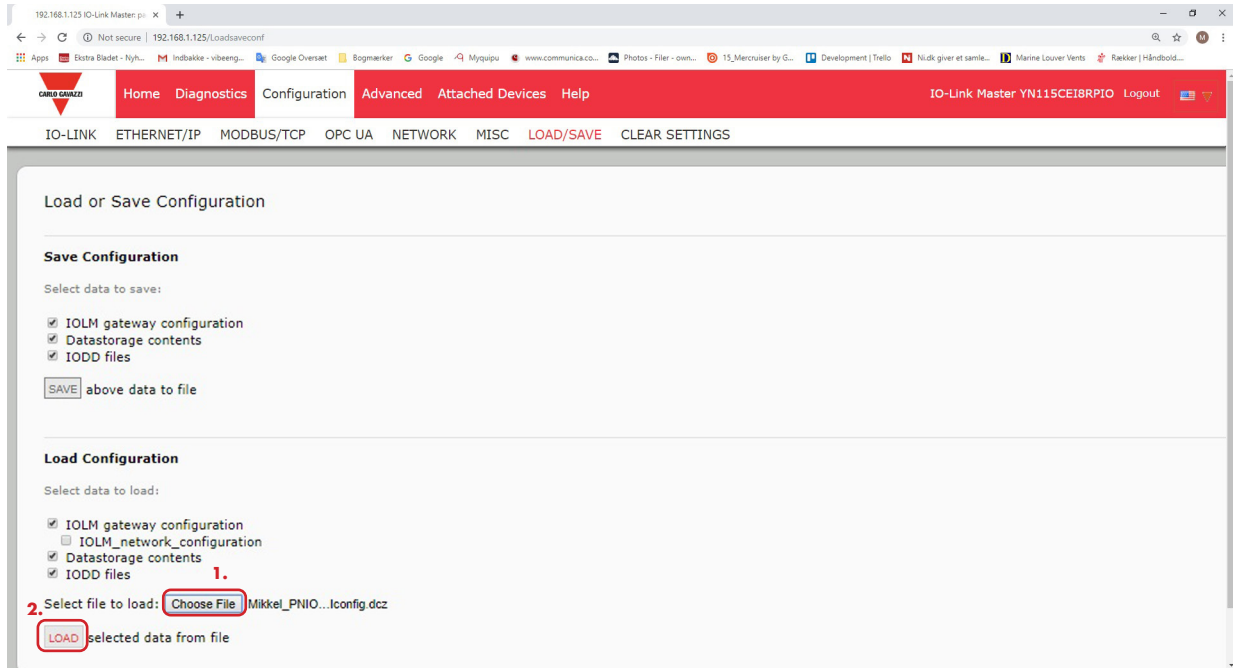 192.168.1.125 IO-Link Master: pa
Not secure | 192.168.1.125/Loadsaveconf
M
Apps Ekstra Bladet - Nyh... Indbakke - vibeeng... Google Oversæt Bogmærker Google Myquipu www.communica.co... Photos - Filer - own... 15_Mercruiser by G... Development | Trello Ni.dk giver et samle... Marine Louver Vents Rækker | Håndbold....
CARLO GAVAZZI Home Diagnostics Configuration Advanced Attached Devices Help IO-Link Master YN115CEI8RPIO Logout
IO-LINK ETHERNET/IP MODBUS/TCP OPC UA NETWORK MISC LOAD/SAVE CLEAR SETTINGS
Load or Save Configuration
Save Configuration
Select data to save:
IOLM gateway configuration
Datastorage contents
IODD files
SAVE above data to file
Load Configuration
Select data to load:
IOLM gateway configuration
IOLM_network_configuration
Datastorage contents
IODD files
1.
Select file to load: Choose File Mikkel_PNIO...Iconfig.dcz
2.
LOAD selected data from file